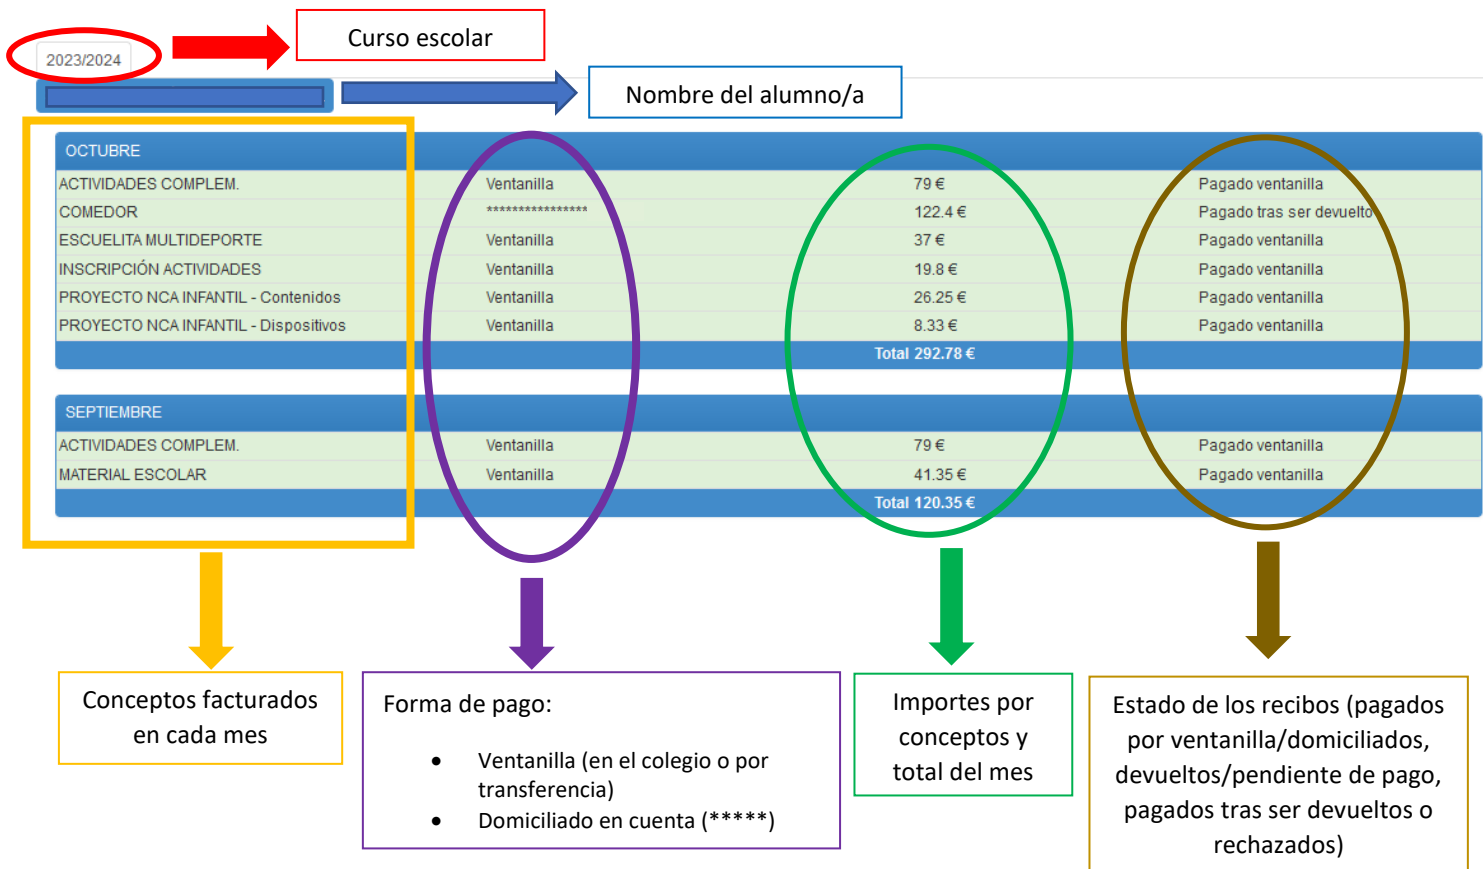 Curso escolar
2023/2024
Nombre del alumno/a
OCTUBRE
ACTIVIDADES COMPLEM. Ventanilla 79 € Pagado ventanilla
COMEDOR **************** 122.4 € Pagado tras ser devuelto
ESCUELITA MULTIDEPORTE Ventanilla 37 € Pagado ventanilla
INSCRIPCIÓN ACTIVIDADES Ventanilla 19.8 € Pagado ventanilla
PROYECTO NCA INFANTIL - Contenidos Ventanilla 26.25 € Pagado ventanilla
PROYECTO NCA INFANTIL - Dispositivos Ventanilla 8.33 € Pagado ventanilla
Total 292.78 €
SEPTIEMBRE
ACTIVIDADES COMPLEM. Ventanilla 79 € Pagado ventanilla
MATERIAL ESCOLAR Ventanilla 41.35 € Pagado ventanilla
Total 120.35 €
Conceptos facturados
en cada mes
Forma de pago:
• Ventanilla (en el colegio o por
transferencia)
• Domiciliado en cuenta (*****)
Importes por
conceptos y
total del mes
Estado de los recibos (pagados
por ventanilla/domiciliados,
devueltos/pendiente de pago,
pagados tras ser devueltos o
rechazados)